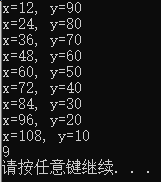 x=12, y=90
x=24, y=80
x=36, y=70
x=48, y=60
x=60, y=50
x=72, y=40
x=84, y=30
x=96, y=20
x=108, y=10
9
请按任意键继续. . .